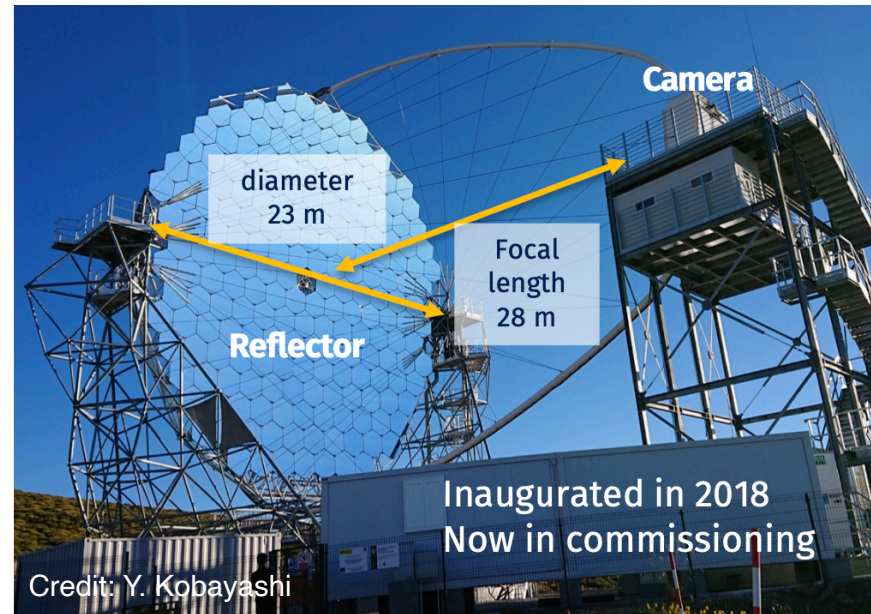 Camera
diameter
23 m
Focal
length
28 m
Reflector
Inaugurated in 2018
Now in commissioning
Credit: Y. Kobayashi